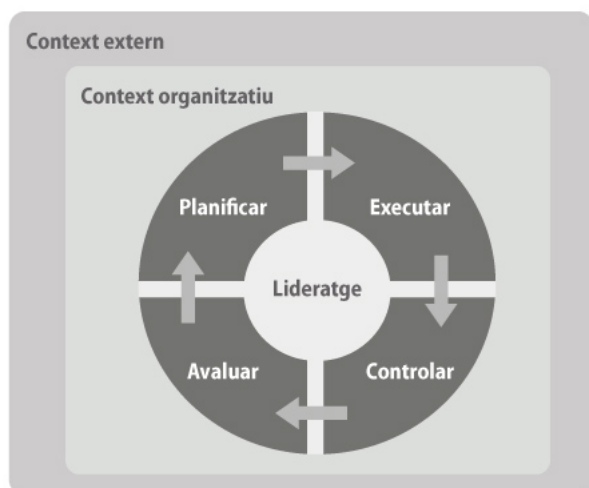 Context extern
Context organitzatiu
Planificar
Executar
Lideratge
Avaluar
Controlar